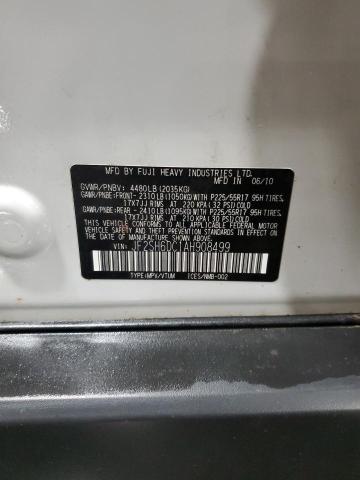 MFD BY FUJI HEAVY INDUSTRIES LTD.
MFD IN 06/10
GVWR/PNBV: 4480LB(2035KG)
GAWR/PNBE:FRONT- 2310LB(1050KG)WITH P225/55R17 95H TIRES.
17X7JJ RIMS AT 220 KPA(32 PSI)COLD
GAWR/PNBE:REAR - 2410LB(1095KG)WITH P225/55R17 95H TIRES.
17X7JJ RIMS AT 210 KPA(30 PSI)COLD
THIS VEHICLE CONFORMS TO ALL APPLICABLE FEDERAL MOTOR
VEHICLE SAFETY AND THEFT PREVENTION STANDARDS IN
EFFECT ON THE DATE OF MANUFACTURE SHOWN ABOVE.
VIN: JF2SH6DC1AH908499
TYPE:MPV/VTUM ICES/NMB-002